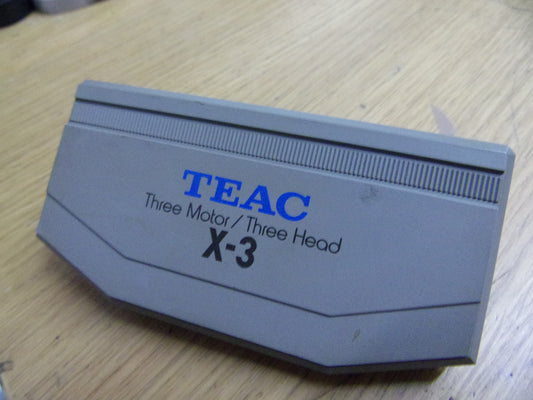 TEAC
Three Motor / Three Head
X-3